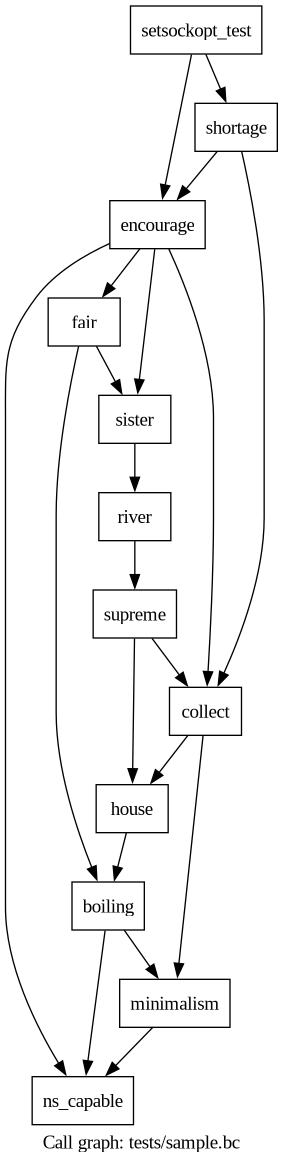 setsockopt_test
shortage
encourage
fair
sister
river
supreme
collect
house
boiling
minimalism
ns_capable
Call graph: tests/sample.bc